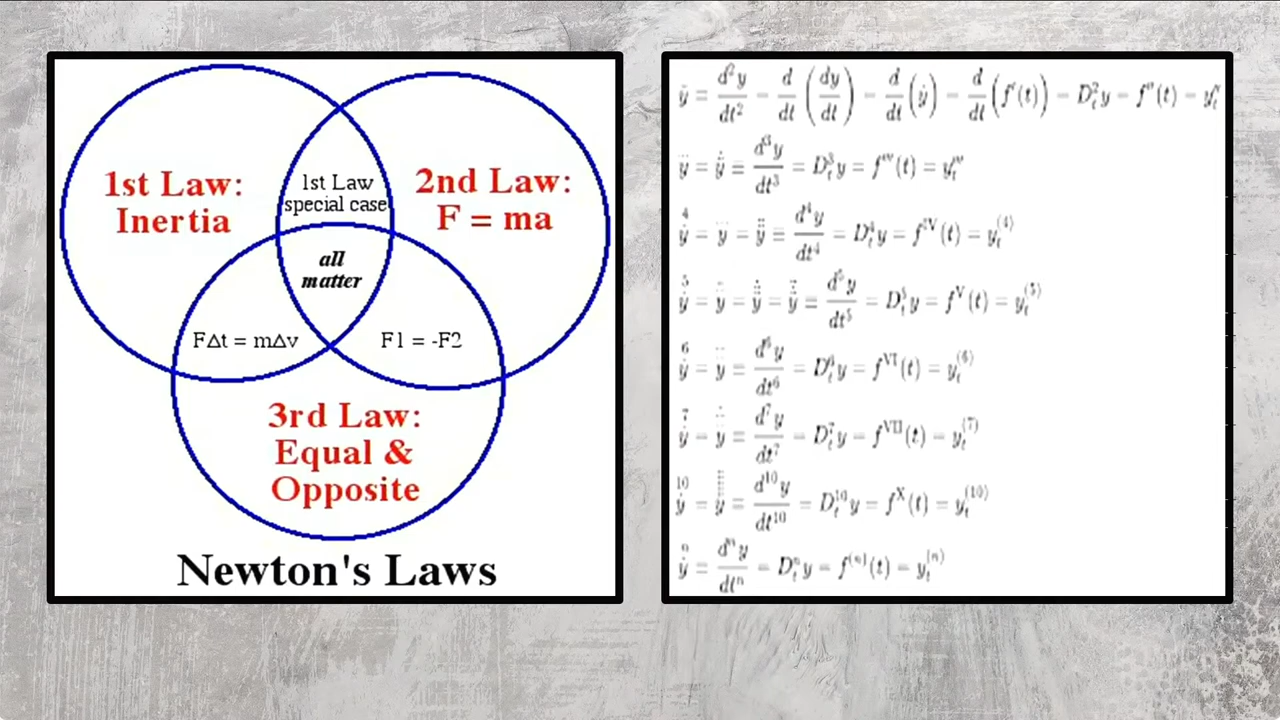 1st Law:
Inertia
1st Law
special case
2nd Law:
F = ma
all
matter
FΔt = mΔv
F1 = -F2
3rd Law:
Equal &
Opposite
Newton's Laws
d²y/dt² = d/dt (dy/dt) = d/dt (ẏ) = d/dt (f′(t)) = D²ₜy = f″(t) = y″ₜ
d³y/dt³ = D³ₜy = f‴(t) = y‴ₜ
d⁴y/dt⁴ = D⁴ₜy = f^IV(t) = yₜ^(4)
d⁵y/dt⁵ = D⁵ₜy = f^V(t) = yₜ^(5)
d⁶y/dt⁶ = D⁶ₜy = f^VI(t) = yₜ^(6)
d⁷y/dt⁷ = D⁷ₜy = f^VII(t) = yₜ^(7)
d¹⁰y/dt¹⁰ = D¹⁰ₜy = f^X(t) = yₜ^(10)
dⁿy/dtⁿ = Dⁿₜy = f^(n)(t) = yₜ^(n)